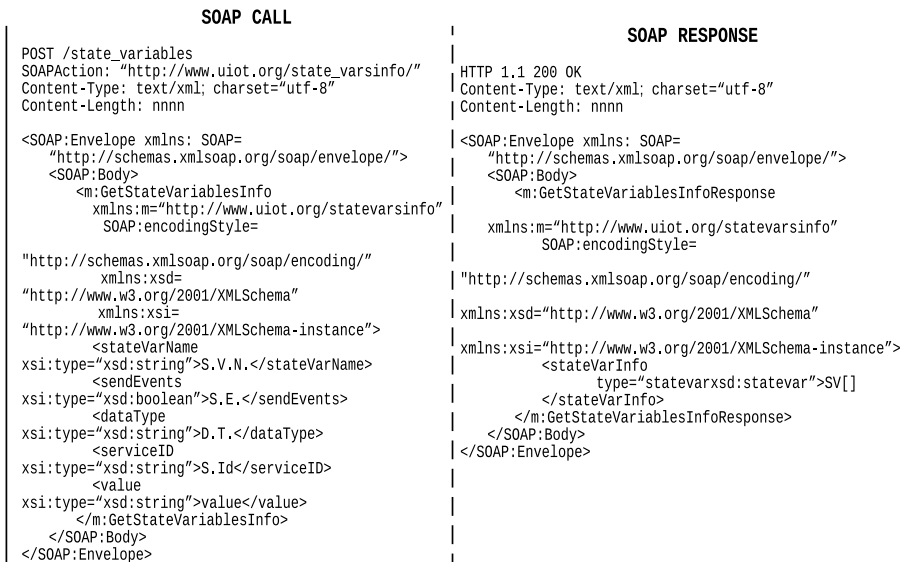 SOAP CALL
POST /state_variables
SOAPAction: “http://www.uiot.org/state_varsinfo/”
Content-Type: text/xml; charset=“utf-8”
Content-Length: nnnn
<SOAP:Envelope xmlns: SOAP=
“http://schemas.xmlsoap.org/soap/envelope/”>
<SOAP:Body>
<m:GetStateVariablesInfo
xmlns:m=“http://www.uiot.org/statevarsinfo”
SOAP:encodingStyle=
"http://schemas.xmlsoap.org/soap/encoding/”
xmlns:xsd=
“http://www.w3.org/2001/XMLSchema”
xmlns:xsi=
“http://www.w3.org/2001/XMLSchema-instance”>
<stateVarName
xsi:type=“xsd:string”>S.V.N.</stateVarName>
<sendEvents
xsi:type=“xsd:boolean”>S.E.</sendEvents>
<dataType
xsi:type=“xsd:string”>D.T.</dataType>
<serviceID
xsi:type=“xsd:string”>S.Id</serviceID>
<value
xsi:type=“xsd:string”>value</value>
</m:GetStateVariablesInfo>
</SOAP:Body>
</SOAP:Envelope>
SOAP RESPONSE
HTTP 1.1 200 OK
Content-Type: text/xml; charset=“utf-8”
Content-Length: nnnn
<SOAP:Envelope xmlns: SOAP=
“http://schemas.xmlsoap.org/soap/envelope/”>
<SOAP:Body>
<m:GetStateVariablesInfoResponse
xmlns:m=“http://www.uiot.org/statevarsinfo”
SOAP:encodingStyle=
"http://schemas.xmlsoap.org/soap/encoding/”
xmlns:xsd=“http://www.w3.org/2001/XMLSchema”
xmlns:xsi=“http://www.w3.org/2001/XMLSchema-instance”>
<stateVarInfo
type=“statevarxsd:statevar”>SV[]
</stateVarInfo>
</m:GetStateVariablesInfoResponse>
</SOAP:Body>
</SOAP:Envelope>